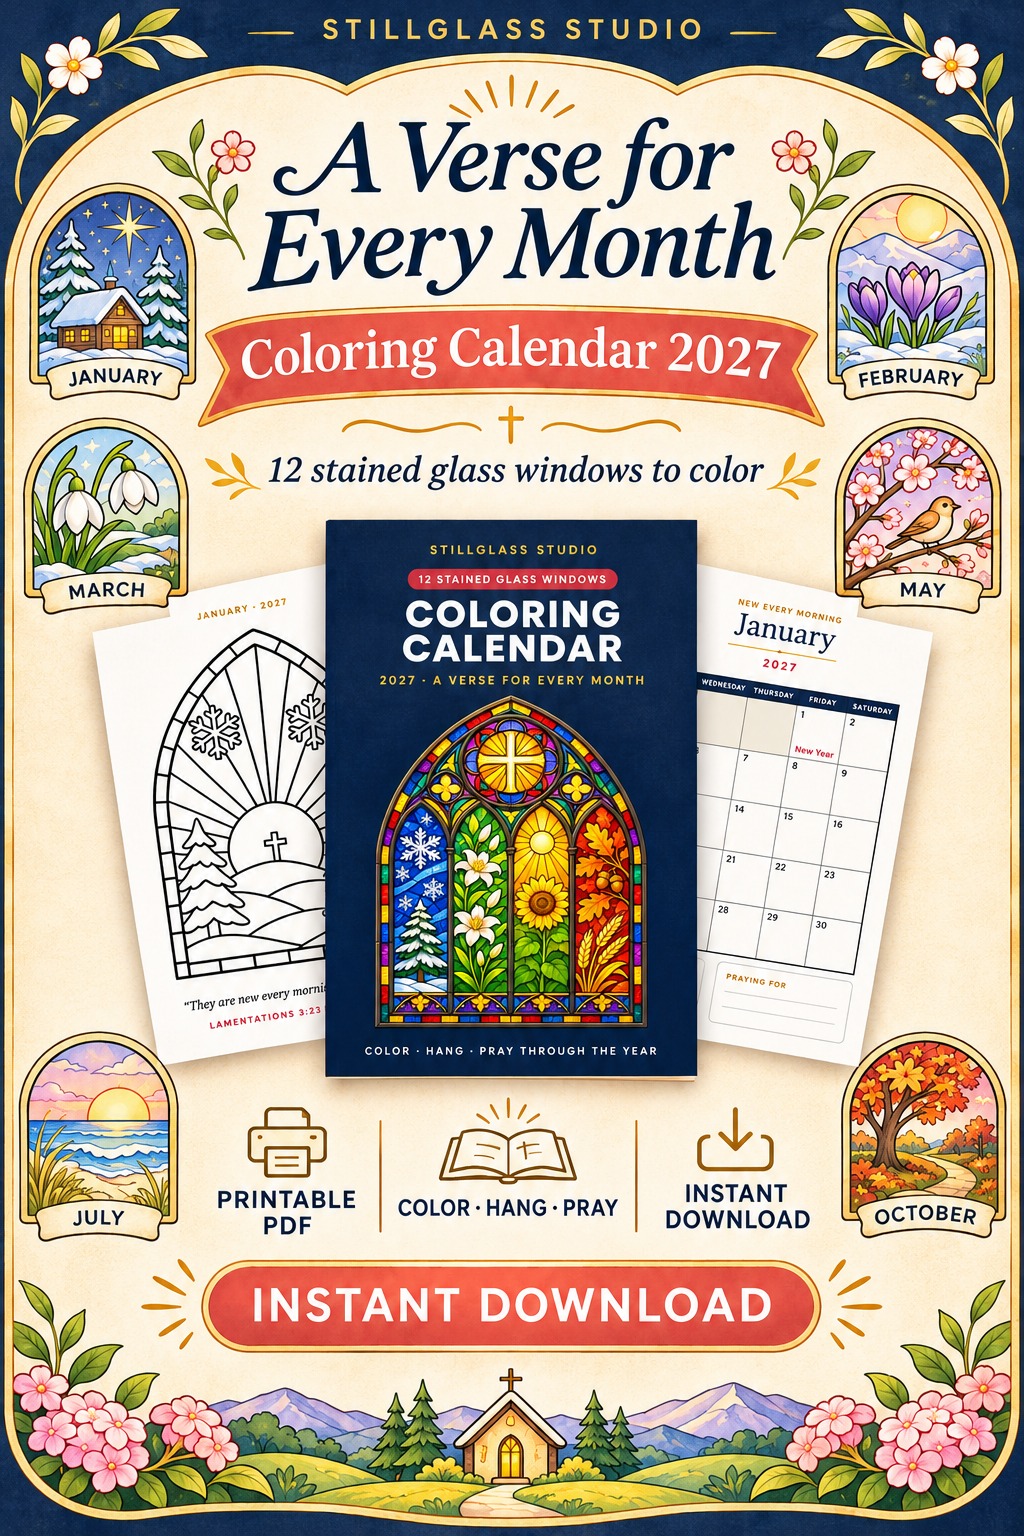 STILLGLASS STUDIO
A Verse for
Every Month
Coloring Calendar 2027
12 stained glass windows to color
JANUARY
FEBRUARY
MARCH
MAY
JANUARY · 2027
"They are new every
LAMENTATIONS 3:23
STILLGLASS STUDIO
12 STAINED GLASS WINDOWS
COLORING
CALENDAR
2027 · A VERSE FOR EVERY MONTH
COLOR · HANG · PRAY THROUGH THE YEAR
NEW EVERY MORNING
January
2027
WEDNESDAY THURSDAY FRIDAY SATURDAY
1 2
New Year
7 8 9
14 15 16
21 22 23
28 29 30
PRAYING FOR
JULY
OCTOBER
PRINTABLE
PDF
COLOR · HANG · PRAY
INSTANT
DOWNLOAD
INSTANT DOWNLOAD